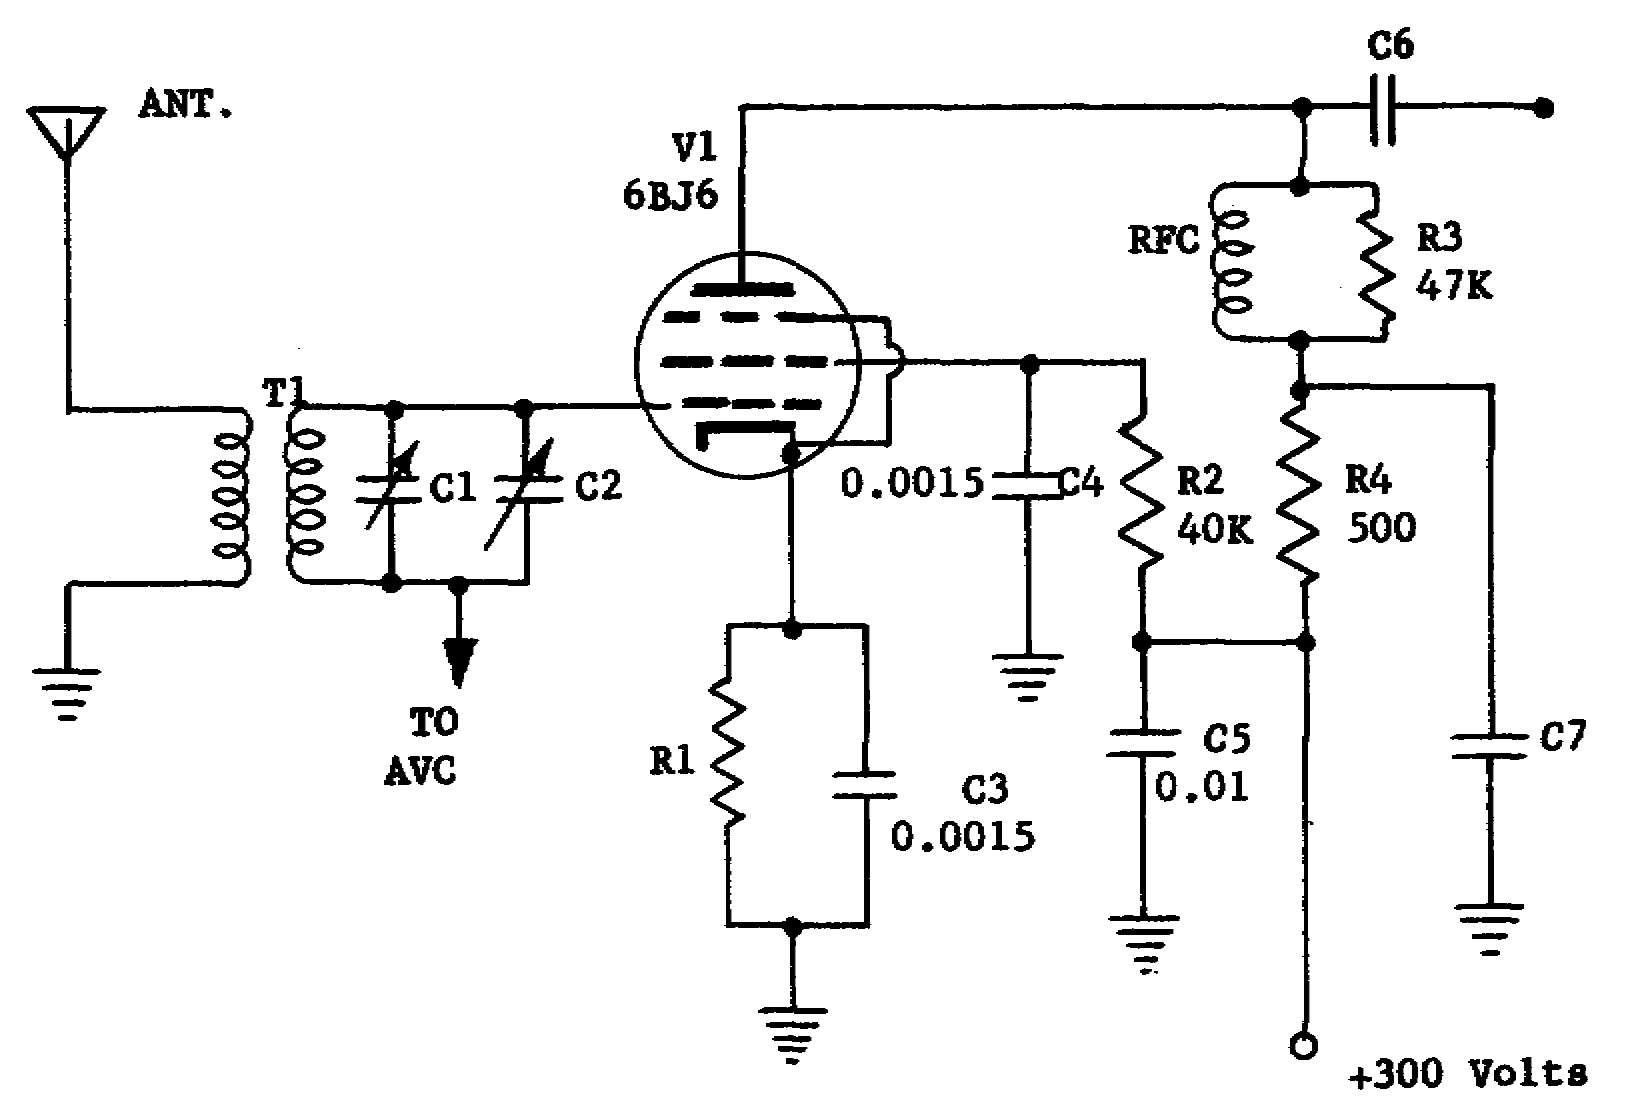 C6
ANT.
V1
6BJ6
RFC
R3
47K
T1
C1
C2
0.0015
C4
R2
40K
R4
500
TO
AVC
R1
C3
0.0015
C5
0.01
C7
+300 Volts